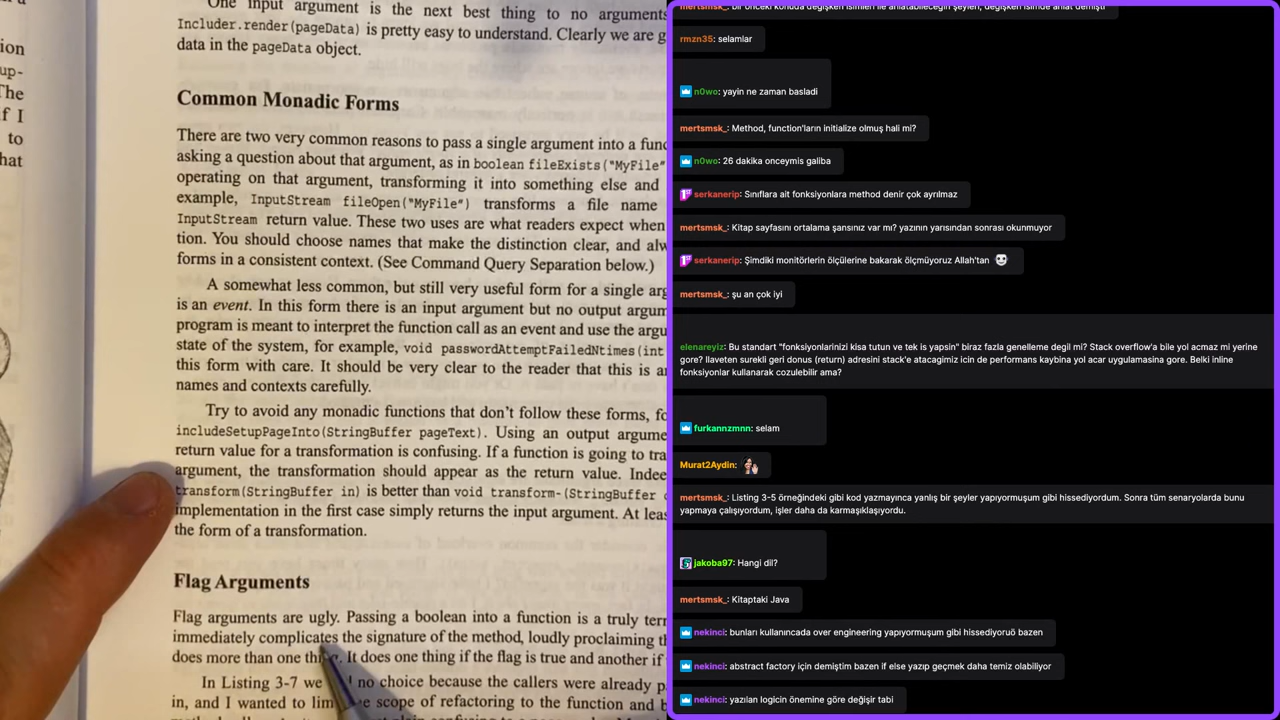 ion
up-
The
f I
to
hat
One input argument is the next best thing to no arguments
Includer.render(pageData) is pretty easy to understand. Clearly we are g
data in the pageData object.
Common Monadic Forms
There are two very common reasons to pass a single argument into a func
asking a question about that argument, as in boolean fileExists("MyFile"
operating on that argument, transforming it into something else and
example, InputStream fileOpen("MyFile") transforms a file name
InputStream return value. These two uses are what readers expect when
tion. You should choose names that make the distinction clear, and alw
forms in a consistent context. (See Command Query Separation below.)
A somewhat less common, but still very useful form for a single arg
is an event. In this form there is an input argument but no output argum
program is meant to interpret the function call as an event and use the argu
state of the system, for example, void passwordAttemptFailedNtimes(int
this form with care. It should be very clear to the reader that this is a
names and contexts carefully.
Try to avoid any monadic functions that don't follow these forms, fo
includeSetupPageInto(StringBuffer pageText). Using an output argume
return value for a transformation is confusing. If a function is going to tra
argument, the transformation should appear as the return value. Indee
transform(StringBuffer in) is better than void transform-(StringBuffer
implementation in the first case simply returns the input argument. At leas
the form of a transformation.
Flag Arguments
Flag arguments are ugly. Passing a boolean into a function is a truly terr
immediately complicates the signature of the method, loudly proclaiming th
does more than one thing. It does one thing if the flag is true and another if
In Listing 3-7 we no choice because the callers were already p
in, and I wanted to lim scope of refactoring to the function and b
mertsmsk_: bir önceki konuda değişken isimleri ile anlatabileceğin şeyleri, değişken isimde anlat demişti
rmzn35: selamlar
n0wo: yayin ne zaman basladi
mertsmsk_: Method, function'ların initialize olmuş hali mi?
n0wo: 26 dakika onceymis galiba
serkanerip: Sınıflara ait fonksiyonlara method denir çok ayrılmaz
mertsmsk_: Kitap sayfasını ortalama şansınız var mı? yazının yarısından sonrası okunmuyor
serkanerip: Şimdiki monitörlerin ölçülerine bakarak ölçmüyoruz Allah'tan
mertsmsk_: şu an çok iyi
elenareyiz: Bu standart "fonksiyonlarinizi kisa tutun ve tek is yapsin" biraz fazla genelleme degil mi? Stack overflow'a bile yol acmaz mi yerine
gore? Ilaveten surekli geri donus (return) adresini stack'e atacagimiz icin de performans kaybina yol acar uygulamasina gore. Belki inline
fonksiyonlar kullanarak cozulebilir ama?
furkannzmnn: selam
Murat2Aydin:
mertsmsk_: Listing 3-5 örneğindeki gibi kod yazmayınca yanlış bir şeyler yapıyormuşum gibi hissediyordum. Sonra tüm senaryolarda bunu
yapmaya çalışıyordum, işler daha da karmaşıklaşıyordu.
jakoba97: Hangi dil?
mertsmsk_: Kitaptaki Java
nekinci: bunları kullanıncada over engineering yapıyormuşum gibi hissediyoruö bazen
nekinci: abstract factory için demiştim bazen if else yazıp geçmek daha temiz olabiliyor
nekinci: yazılan logicin önemine göre değişir tabi